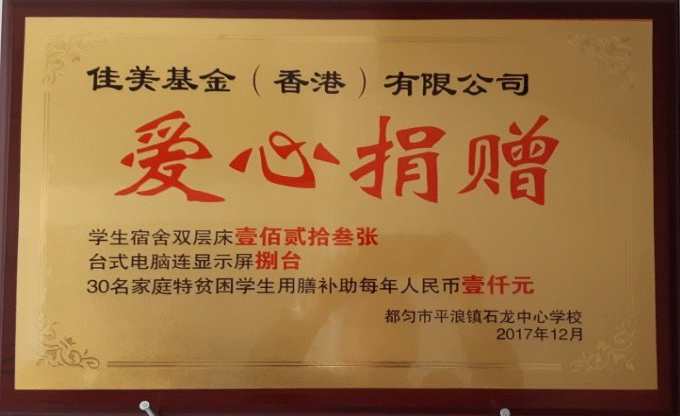 佳美基金（香港）有限公司
爱心捐赠
学生宿舍双层床壹佰贰拾叁张
台式电脑连显示屏捌台
30名家庭特贫困学生用膳补助每年人民币壹仟元
都匀市平浪镇石龙中心学校
2017年12月